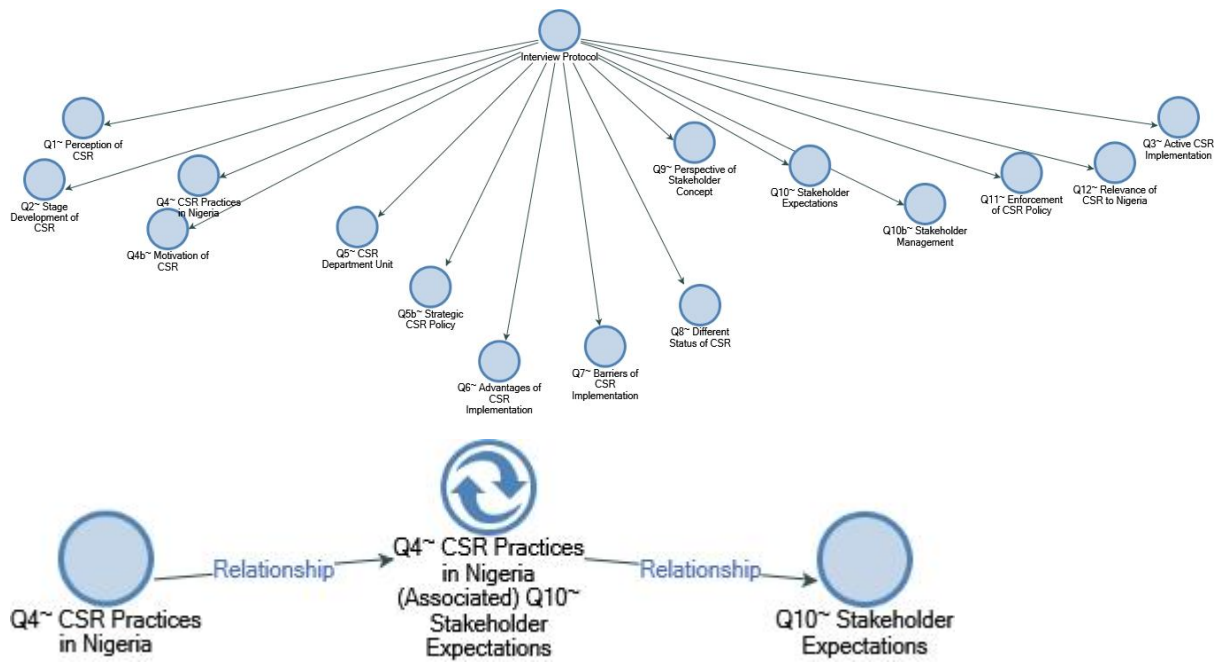 Interview Protocol
Q1~ Perception of
CSR
Q2~ Stage
Development of
CSR
Q4~ CSR Practices
in Nigeria
Q4b~ Motivation of
CSR
Q5~ CSR
Department Unit
Q5b~ Strategic
CSR Policy
Q6~ Advantages of
CSR
Implementation
Q7~ Barriers of
CSR
Implementation
Q8~ Different
Status of CSR
Q9~ Perspective of
Stakeholder
Concept
Q10~ Stakeholder
Expectations
Q10b~ Stakeholder
Management
Q11~ Enforcement
of CSR Policy
Q12~ Relevance of
CSR to Nigeria
Q3~ Active CSR
Implementation
Q4~ CSR Practices
in Nigeria
Relationship
Q4~ CSR Practices
in Nigeria
(Associated) Q10~
Stakeholder
Expectations
Relationship
Q10~ Stakeholder
Expectations